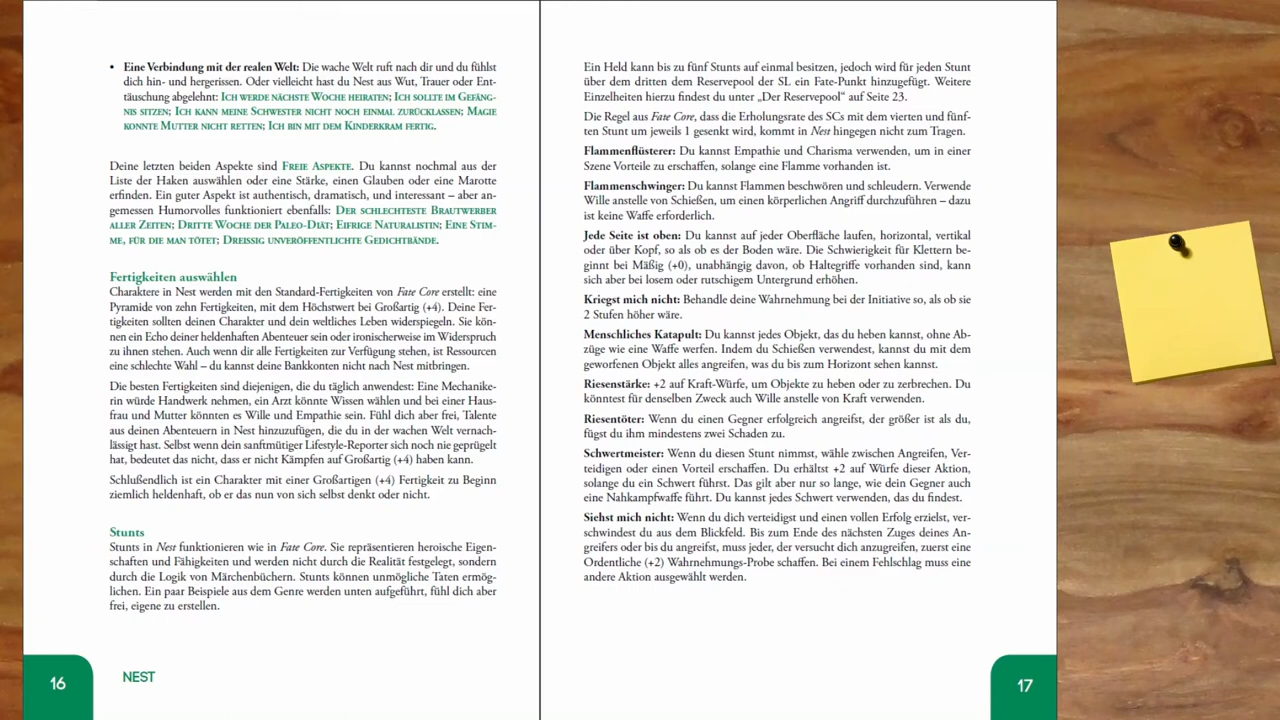 • Eine Verbindung mit der realen Welt: Die wache Welt ruft nach dir und du fühlst
dich hin- und hergerissen. Oder vielleicht hast du Nest aus Wut, Trauer oder Ent-
täuschung abgelehnt: Ich werde nächste Woche heiraten; Ich sollte im Gefäng-
nis sitzen; Ich kann meine Schwester nicht noch einmal zurücklassen; Magie
konnte Mutter nicht retten; Ich bin mit dem Kinderkram fertig.
Deine letzten beiden Aspekte sind Freie Aspekte. Du kannst nochmal aus der
Liste der Haken auswählen oder eine Stärke, einen Glauben oder eine Marotte
erfinden. Ein guter Aspekt ist authentisch, dramatisch, und interessant – aber an-
gemessen Humorvolles funktioniert ebenfalls: Der schlechteste Brautwerber
aller Zeiten; Dritte Woche der Paleo-Diät; Eifrige Naturalistin; Eine Stim-
me, für die man tötet; Dreissig unveröffentlichte Gedichtbände.
Fertigkeiten auswählen
Charaktere in Nest werden mit den Standard-Fertigkeiten von Fate Core erstellt: eine
Pyramide von zehn Fertigkeiten, mit dem Höchstwert bei Großartig (+4). Deine Fer-
tigkeiten sollten deinen Charakter und dein weltliches Leben widerspiegeln. Sie kön-
nen ein Echo deiner heldenhaften Abenteuer sein oder ironischerweise im Widerspruch
zu ihnen stehen. Auch wenn dir alle Fertigkeiten zur Verfügung stehen, ist Ressourcen
eine schlechte Wahl – du kannst deine Bankkonten nicht nach Nest mitbringen.
Die besten Fertigkeiten sind diejenigen, die du täglich anwendest: Eine Mechanike-
rin würde Handwerk nehmen, ein Arzt könnte Wissen wählen und bei einer Haus-
frau und Mutter könnten es Wille und Empathie sein. Fühl dich aber frei, Talente
aus deinen Abenteuern in Nest hinzuzufügen, die du in der wachen Welt vernach-
lässigt hast. Selbst wenn dein sanftmütiger Lifestyle-Reporter sich noch nie geprügelt
hat, bedeutet das nicht, dass er nicht Kämpfen auf Großartig (+4) haben kann.
Schlußendlich ist ein Charakter mit einer Großartigen (+4) Fertigkeit zu Beginn
ziemlich heldenhaft, ob er das nun von sich selbst denkt oder nicht.
Stunts
Stunts in Nest funktionieren wie in Fate Core. Sie repräsentieren heroische Eigen-
schaften und Fähigkeiten und werden nicht durch die Realität festgelegt, sondern
durch die Logik von Märchenbüchern. Stunts können unmögliche Taten ermög-
lichen. Ein paar Beispiele aus dem Genre werden unten aufgeführt, fühl dich aber
frei, eigene zu erstellen.
16
NEST
Ein Held kann bis zu fünf Stunts auf einmal besitzen, jedoch wird für jeden Stunt
über dem dritten dem Reservepool der SL ein Fate-Punkt hinzugefügt. Weitere
Einzelheiten hierzu findest du unter „Der Reservepool“ auf Seite 23.
Die Regel aus Fate Core, dass die Erholungsrate des SCs mit dem vierten und fünf-
ten Stunt um jeweils 1 gesenkt wird, kommt in Nest hingegen nicht zum Tragen.
Flammenflüsterer: Du kannst Empathie und Charisma verwenden, um in einer
Szene Vorteile zu erschaffen, solange eine Flamme vorhanden ist.
Flammenschwinger: Du kannst Flammen beschwören und schleudern. Verwende
Wille anstelle von Schießen, um einen körperlichen Angriff durchzuführen – dazu
ist keine Waffe erforderlich.
Jede Seite ist oben: Du kannst auf jeder Oberfläche laufen, horizontal, vertikal
oder über Kopf, so als ob es der Boden wäre. Die Schwierigkeit für Klettern be-
ginnt bei Mäßig (+0), unabhängig davon, ob Haltegriffe vorhanden sind, kann
sich aber bei losem oder rutschigem Untergrund erhöhen.
Kriegst mich nicht: Behandle deine Wahrnehmung bei der Initiative so, als ob sie
2 Stufen höher wäre.
Menschliches Katapult: Du kannst jedes Objekt, das du heben kannst, ohne Ab-
züge wie eine Waffe werfen. Indem du Schießen verwendest, kannst du mit dem
geworfenen Objekt alles angreifen, was du bis zum Horizont sehen kannst.
Riesenstärke: +2 auf Kraft-Würfe, um Objekte zu heben oder zu zerbrechen. Du
könntest für denselben Zweck auch Wille anstelle von Kraft verwenden.
Riesentöter: Wenn du einen Gegner erfolgreich angreifst, der größer ist als du,
fügst du ihm mindestens zwei Schaden zu.
Schwertmeister: Wenn du diesen Stunt nimmst, wähle zwischen Angreifen, Ver-
teidigen oder einen Vorteil erschaffen. Du erhältst +2 auf Würfe dieser Aktion,
solange du ein Schwert führst. Das gilt aber nur so lange, wie dein Gegner auch
eine Nahkampfwaffe führt. Du kannst jedes Schwert verwenden, das du findest.
Siehst mich nicht: Wenn du dich verteidigst und einen vollen Erfolg erzielst, ver-
schwindest du aus dem Blickfeld. Bis zum Ende des nächsten Zuges deines An-
greifers oder bis du angreifst, muss jeder, der versucht dich anzugreifen, zuerst eine
Ordentliche (+2) Wahrnehmungs-Probe schaffen. Bei einem Fehlschlag muss eine
andere Aktion ausgewählt werden.
17